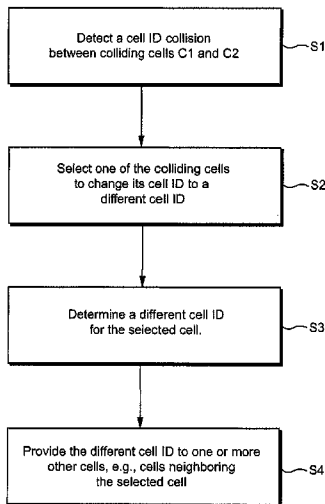 Detect a cell ID collision
between colliding cells C1 and C2
S1
Select one of the colliding cells
to change its cell ID to a
different cell ID
S2
Determine a different cell ID
for the selected cell.
S3
Provide the different cell ID to one or more
other cells, e.g., cells neighboring
the selected cell
S4